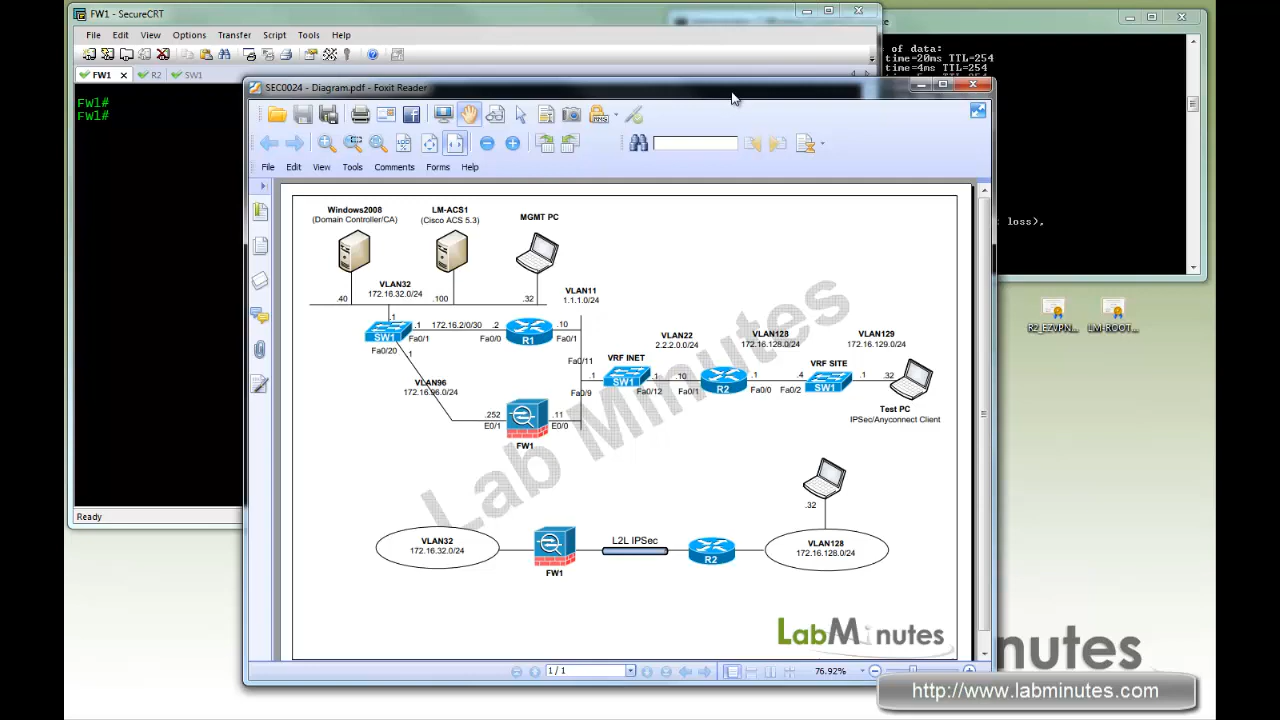 FW1 - SecureCRT
File Edit View Options Transfer Script Tools Help
FW1 R2 SW1
FW1#
FW1#
Ready
of data:
time=20ms TTL=254
time=4ms TTL=254
loss),
SEC0024 - Diagram.pdf - Foxit Reader
File Edit View Tools Comments Forms Help
Windows2008
(Domain Controller/CA)
LM-ACS1
(Cisco ACS 5.3)
MGMT PC
VLAN32
172.16.32.0/24
.40
.100
.32
VLAN11
1.1.1.0/24
.1
SW1
.1 172.16.2/0/30 .2
Fa0/1 Fa0/0
R1
.10
Fa0/1
Fa0/20
.1
VLAN96
172.16.96.0/24
.252
E0/1
FW1
.11
E0/0
Fa0/11
Fa0/9
VRF INET
.1
SW1
.1
Fa0/12
VLAN22
2.2.2.0.0/24
.10
Fa0/1
R2
VLAN128
172.16.128.0/24
.1
Fa0/0
.4
Fa0/2
VRF SITE
SW1
VLAN129
172.16.129.0/24
.1 .32
Test PC
IPSec/Anyconnect Client
Lab Minutes
.32
VLAN32
172.16.32.0/24
FW1
L2L IPSec
R2
VLAN128
172.16.128.0/24
LabMinutes
1/1
76.92%
R2_EZVPN...
LM-ROOT...
nutes
http://www.labminutes.com